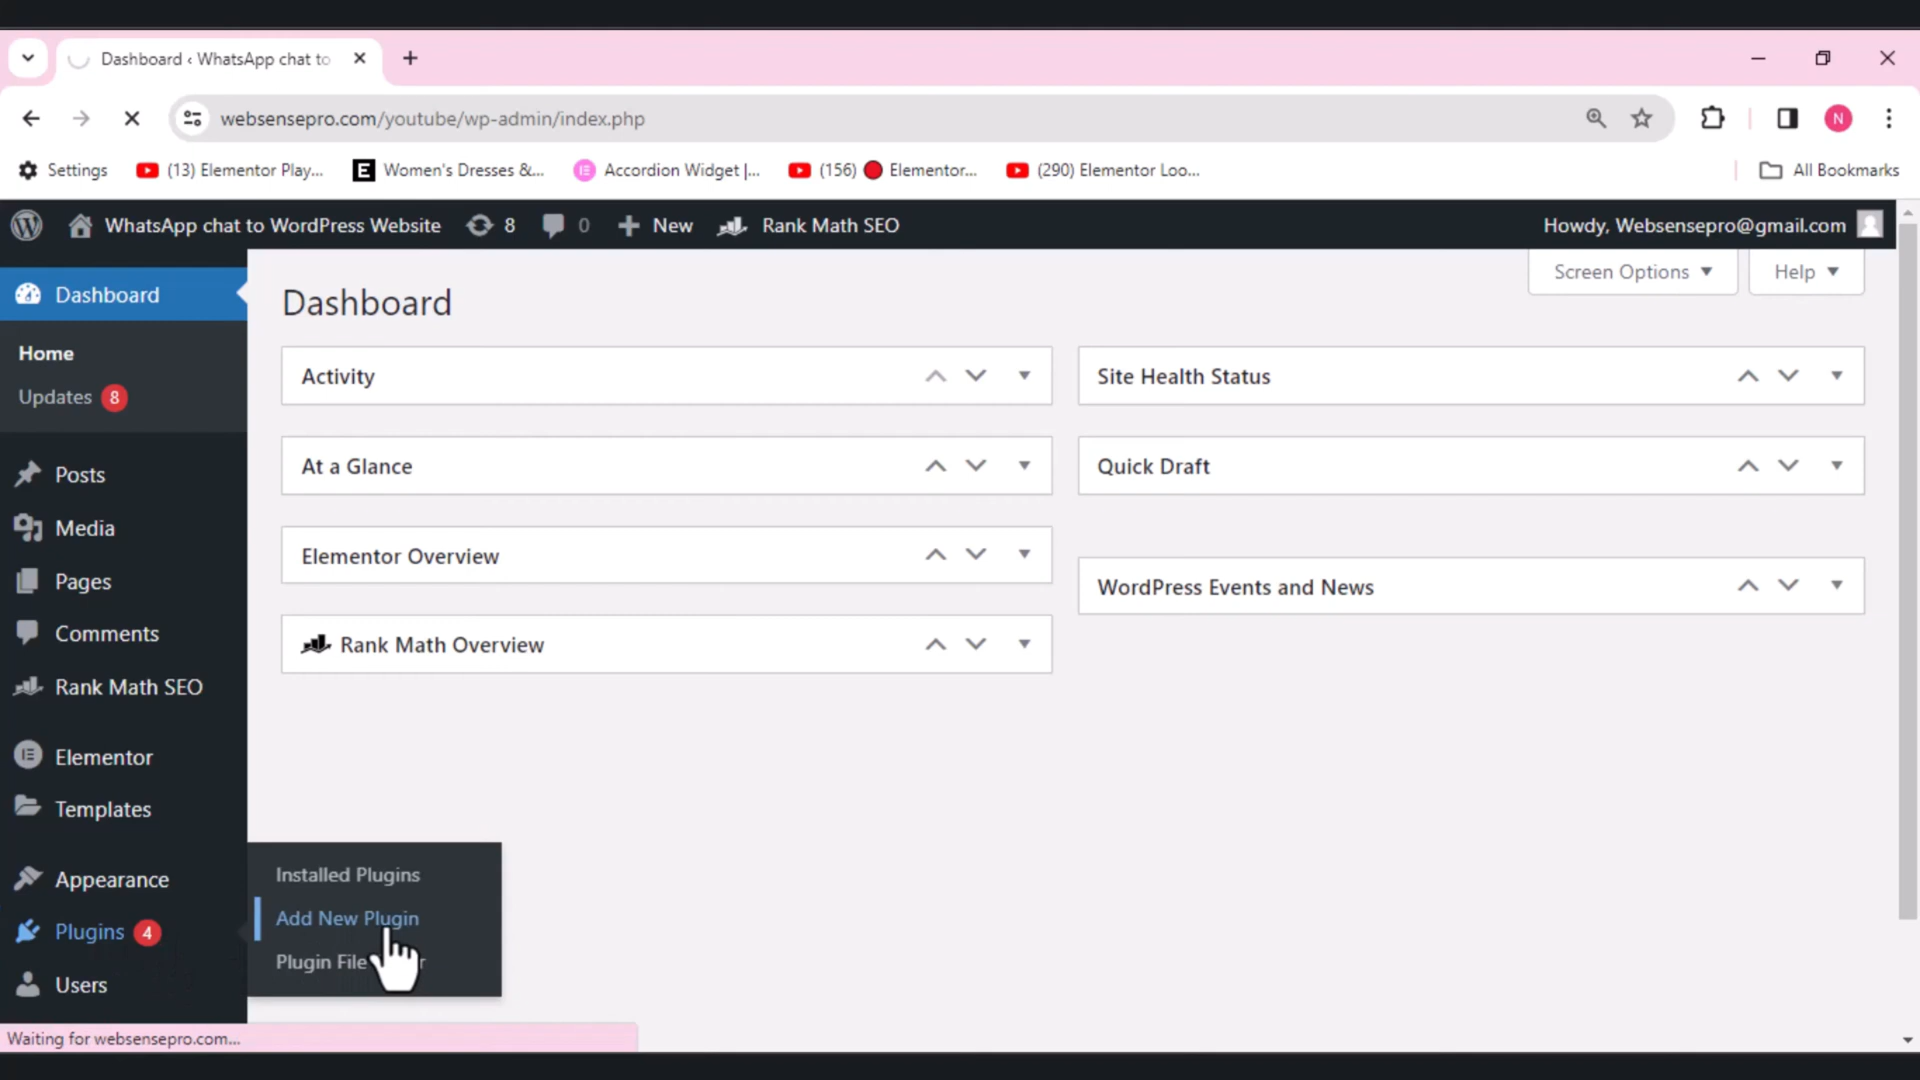 Dashboard ‹ WhatsApp chat to
websensepro.com/youtube/wp-admin/index.php
N
Settings
(13) Elementor Play...
E
Women's Dresses &...
Accordion Widget |...
(156)
Elementor...
(290) Elementor Loo...
All Bookmarks
WhatsApp chat to WordPress Website
8
0
New
Rank Math SEO
Howdy, Websensepro@gmail.com
Screen Options
Help
Dashboard
Home
Updates 8
Posts
Media
Pages
Comments
Rank Math SEO
Elementor
Templates
Appearance
Plugins 4
Users
Dashboard
Activity
At a Glance
Elementor Overview
Rank Math Overview
Site Health Status
Quick Draft
WordPress Events and News
Installed Plugins
Add New Plugin
Plugin File
Waiting for websensepro.com...